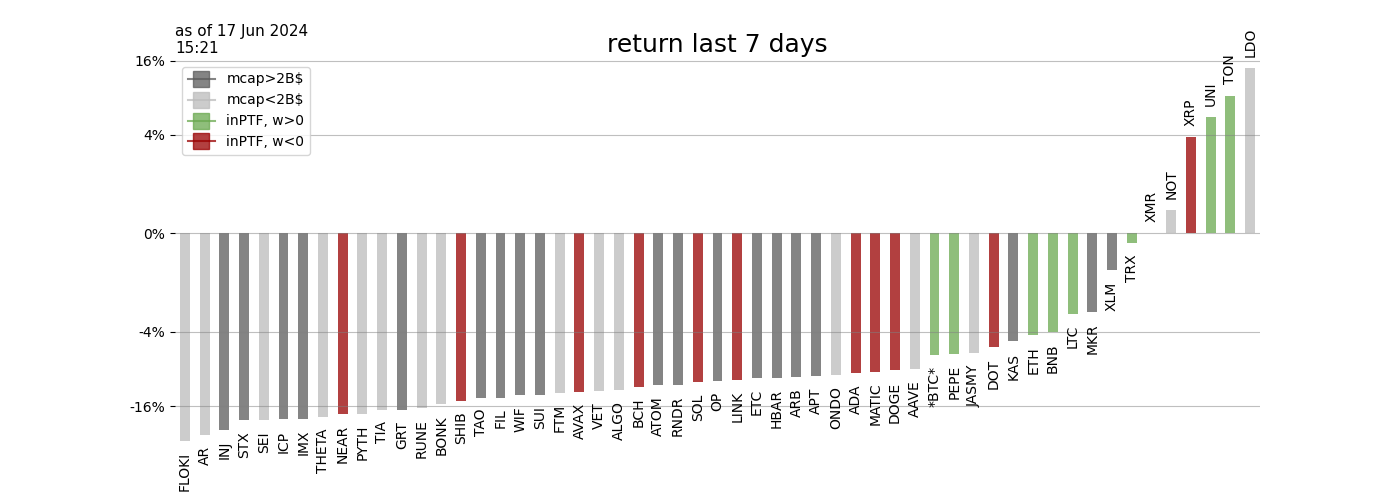 as of 17 Jun 2024
15:21
return last 7 days
16%
4%
0%
-4%
-16%
mcap>2B$
mcap<2B$
inPTF, w>0
inPTF, w<0
FLOKI
AR
INJ
STX
SEI
ICP
IMX
THETA
NEAR
PYTH
TIA
GRT
RUNE
BONK
SHIB
TAO
FIL
WIF
SUI
FTM
AVAX
VET
ALGO
BCH
ATOM
RNDR
SOL
OP
LINK
ETC
HBAR
ARB
APT
ONDO
ADA
MATIC
DOGE
AAVE
*BTC*
PEPE
JASMY
DOT
KAS
ETH
BNB
LTC
MKR
XLM
TRX
XMR
NOT
XRP
UNI
TON
LDO